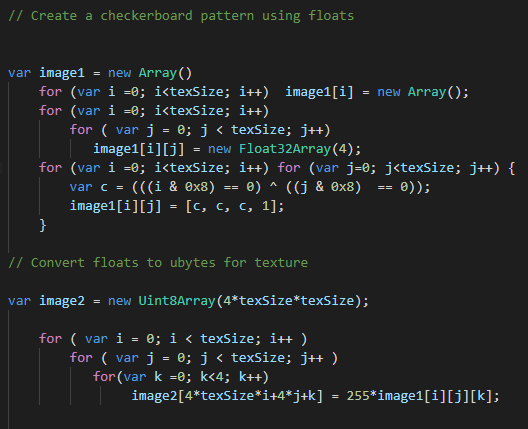 // Create a checkerboard pattern using floats
var image1 = new Array()
for (var i =0; i<texSize; i++)  image1[i] = new Array();
for (var i =0; i<texSize; i++)
for ( var j = 0; j < texSize; j++)
image1[i][j] = new Float32Array(4);
for (var i =0; i<texSize; i++) for (var j=0; j<texSize; j++) {
var c = (((i & 0x8) == 0) ^ ((j & 0x8)  == 0));
image1[i][j] = [c, c, c, 1];
}
// Convert floats to ubytes for texture
var image2 = new Uint8Array(4*texSize*texSize);
for ( var i = 0; i < texSize; i++ )
for ( var j = 0; j < texSize; j++ )
for(var k =0; k<4; k++)
image2[4*texSize*i+4*j+k] = 255*image1[i][j][k];